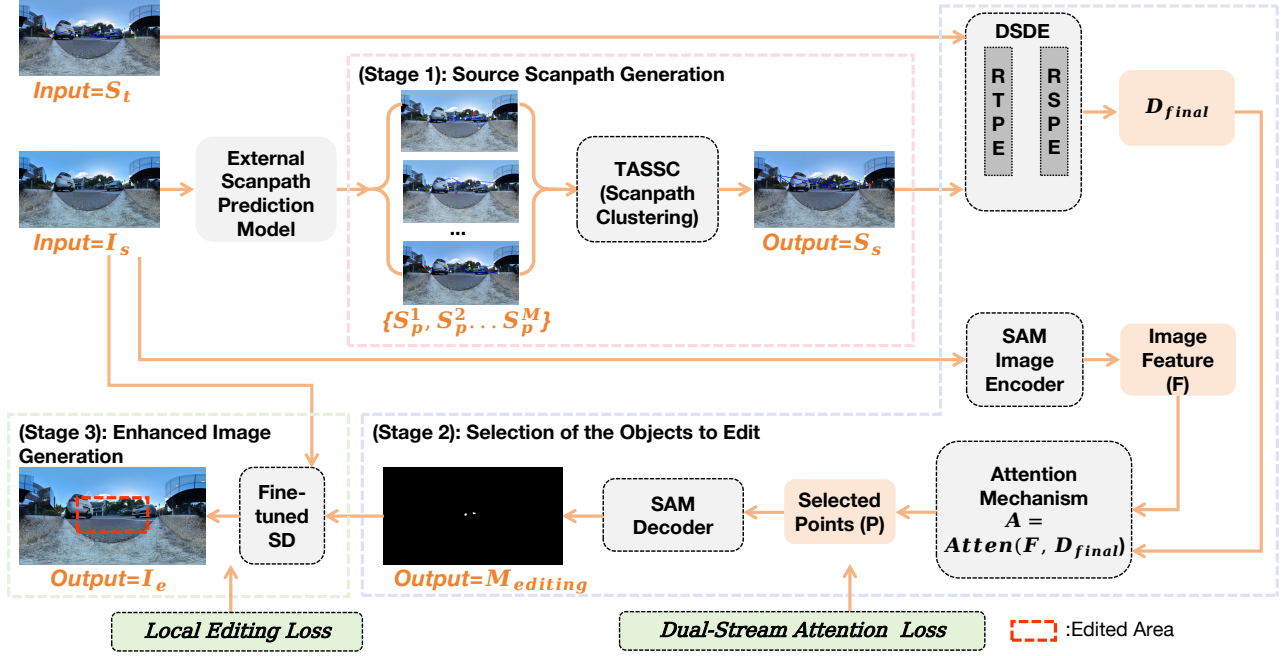 Input=S_t
(Stage 1): Source Scanpath Generation
DSDE
RTPE
RSPE
D_final
Input=I_s
External
Scanpath
Prediction
Model
...
{S_p^1, S_p^2... S_p^M}
TASSC
(Scanpath
Clustering)
Output=S_s
SAM
Image
Encoder
Image
Feature
(F)
(Stage 3): Enhanced Image
Generation
Output=I_e
Fine-
tuned
SD
(Stage 2): Selection of the Objects to Edit
Output=M_editing
SAM
Decoder
Selected
Points (P)
Attention
Mechanism
A =
Atten(F, D_final)
Local Editing Loss
Dual-Stream Attention Loss
:Edited Area